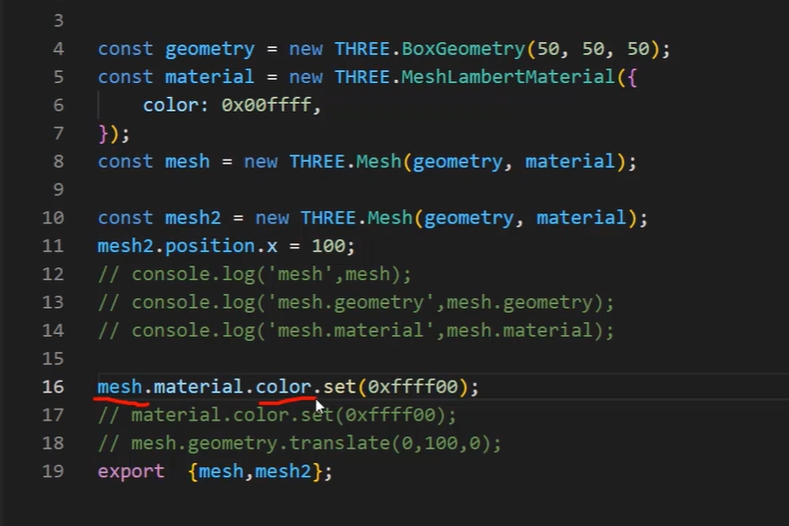 3
4 const geometry = new THREE.BoxGeometry(50, 50, 50);
5 const material = new THREE.MeshLambertMaterial({
6     color: 0x00ffff,
7 });
8 const mesh = new THREE.Mesh(geometry, material);
9
10 const mesh2 = new THREE.Mesh(geometry, material);
11 mesh2.position.x = 100;
12 // console.log('mesh',mesh);
13 // console.log('mesh.geometry',mesh.geometry);
14 // console.log('mesh.material',mesh.material);
15
16 mesh.material.color.set(0xffff00);
17 // material.color.set(0xffff00);
18 // mesh.geometry.translate(0,100,0);
19 export  {mesh,mesh2};